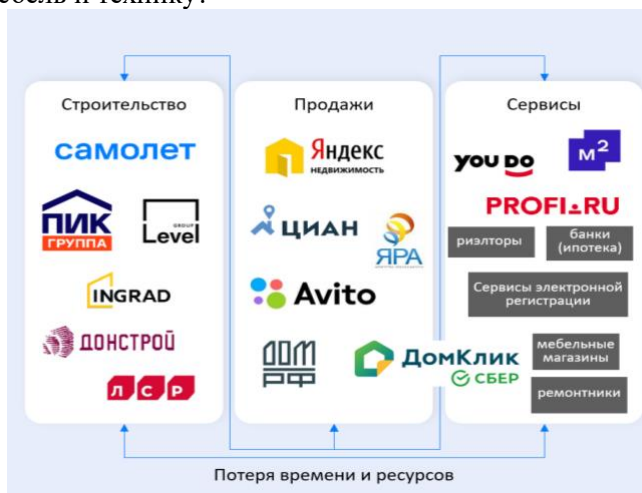 мебель и технику?
Строительство
самолет
ПИК
ГРУППА
GROUP
Level
INGRAD
ДОНСТРОЙ
ЛСР
Продажи
Яндекс
недвижимость
ЦИАН
ЯРА
Avito
ДОМ
РФ
ДомКлик
СБЕР
Сервисы
YOU DO
м²
PROFI.RU
риэлторы
банки
(ипотека)
Сервисы электронной
регистрации
мебельные
магазины
ремонтники
Потеря времени и ресурсов